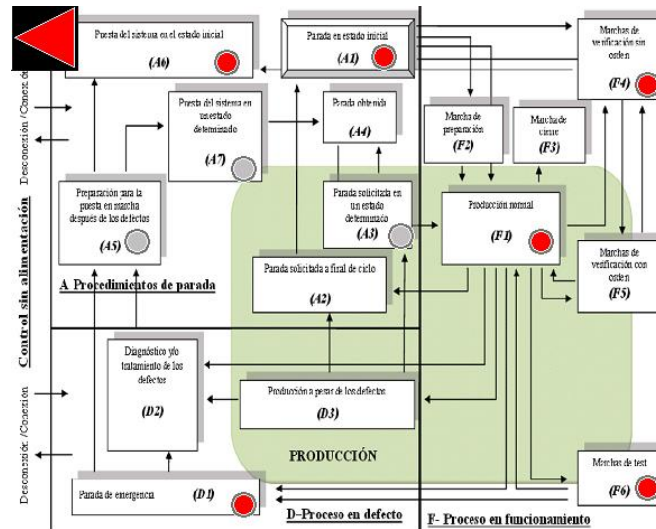 Puesta del sistema en el estado inicial
(A6)
Parada en estado inicial
(A1)
Marchas de
verificación sin
orden
(F4)
Puesta del sistema
en un estado
determinado
(A7)
Parada obtenida
(A4)
Marcha de
preparación
(F2)
Marcha de
cierre
(F3)
Desconexión /Conexión
Preparación para la
puesta en marcha
después de los defectos
(A5)
Parada solicitada en
un estado
determinado
(A3)
Producción normal
(F1)
Marchas de
verificación con
orden
(F5)
Parada solicitada a final de ciclo
(A2)
A Procedimientos de parada
Control sin alimentación
Diagnóstico y/o
tratamiento de los
defectos
(D2)
Producción a pesar de los defectos
(D3)
PRODUCCIÓN
Desconexión /Conexión
Parada de emergencia
(D1)
Marchas de test
(F6)
D-Proceso en defecto
F- Proceso en funcionamiento